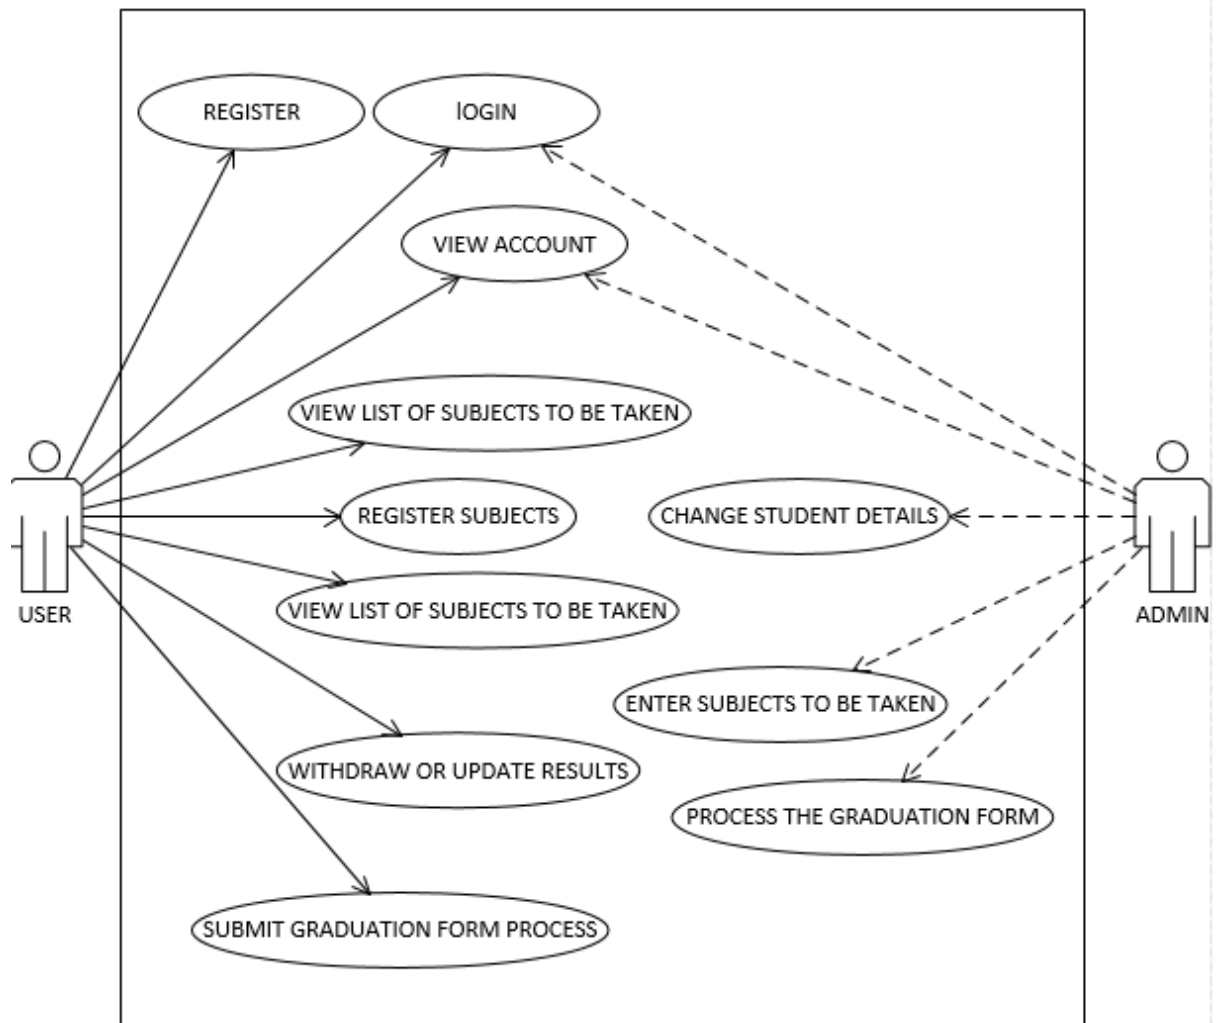 REGISTER
lOGIN
VIEW ACCOUNT
VIEW LIST OF SUBJECTS TO BE TAKEN
REGISTER SUBJECTS
CHANGE STUDENT DETAILS
VIEW LIST OF SUBJECTS TO BE TAKEN
USER
ADMIN
ENTER SUBJECTS TO BE TAKEN
WITHDRAW OR UPDATE RESULTS
PROCESS THE GRADUATION FORM
SUBMIT GRADUATION FORM PROCESS